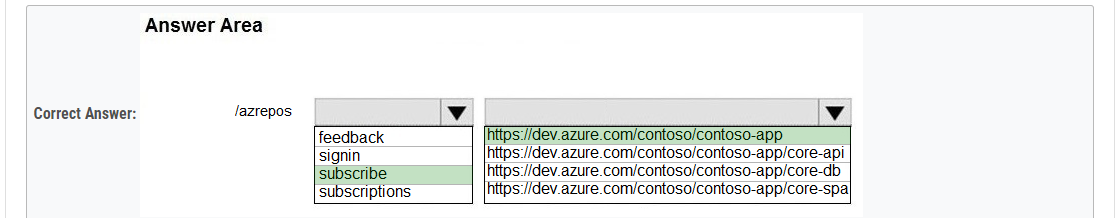 Answer Area
Correct Answer:
/azrepos
feedback
signin
subscribe
subscriptions
https://dev.azure.com/contoso/contoso-app
https://dev.azure.com/contoso/contoso-app/core-api
https://dev.azure.com/contoso/contoso-app/core-db
https://dev.azure.com/contoso/contoso-app/core-spa